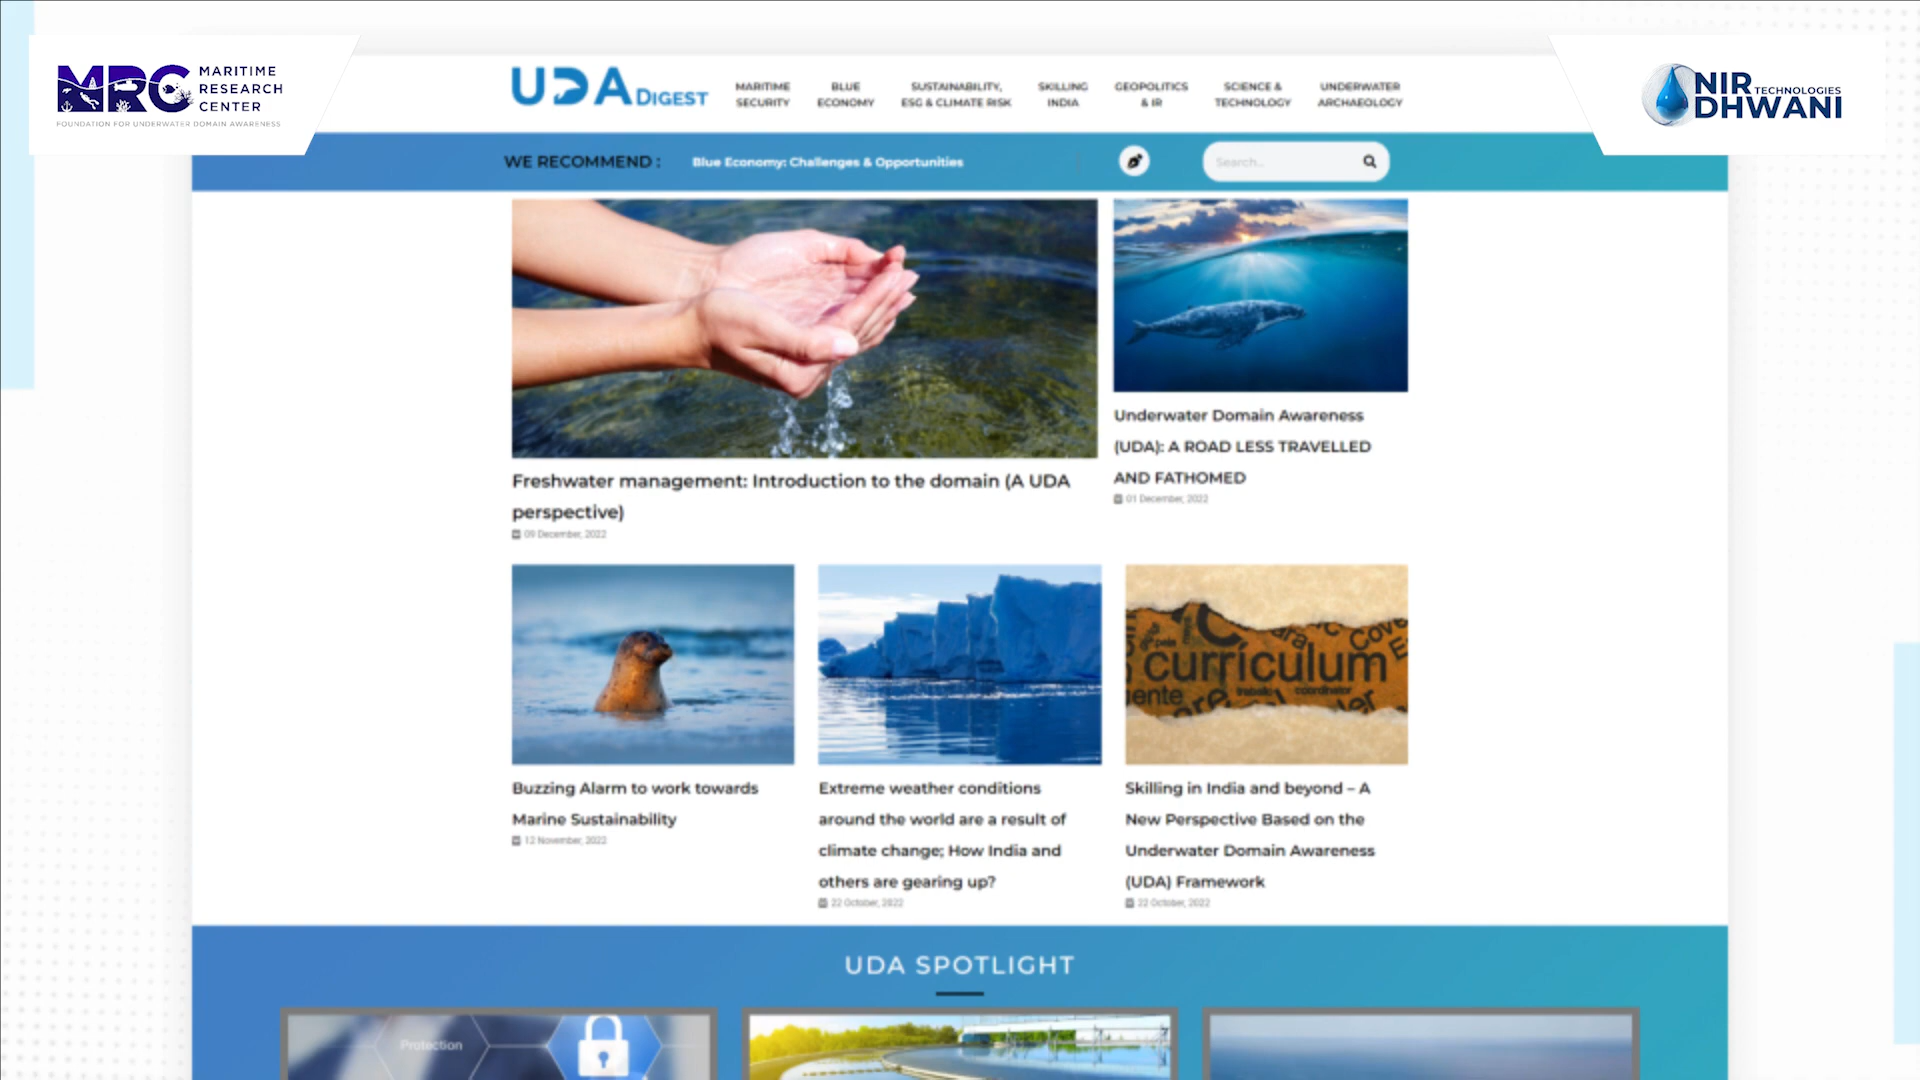 MRC MARITIME
RESEARCH
CENTER
FOUNDATION FOR UNDERWATER DOMAIN AWARENESS
NIR TECHNOLOGIES
DHWANI
UDA DIGEST
MARITIME
SECURITY
BLUE
ECONOMY
SUSTAINABILITY,
ESG & CLIMATE RISK
SKILLING
INDIA
GEOPOLITICS
& IR
SCIENCE &
TECHNOLOGY
UNDERWATER
ARCHAEOLOGY
WE RECOMMEND :
Blue Economy: Challenges & Opportunities
Search...
Freshwater management: Introduction to the domain (A UDA
perspective)
09 December, 2022
Underwater Domain Awareness
(UDA): A ROAD LESS TRAVELLED
AND FATHOMED
01 December, 2022
Buzzing Alarm to work towards
Marine Sustainability
12 November, 2022
Extreme weather conditions
around the world are a result of
climate change; How India and
others are gearing up?
22 October, 2022
curriculum
coordinator
Skilling in India and beyond – A
New Perspective Based on the
Underwater Domain Awareness
(UDA) Framework
22 October, 2022
UDA SPOTLIGHT
Protection